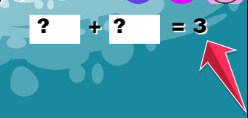 ? + ? = 3